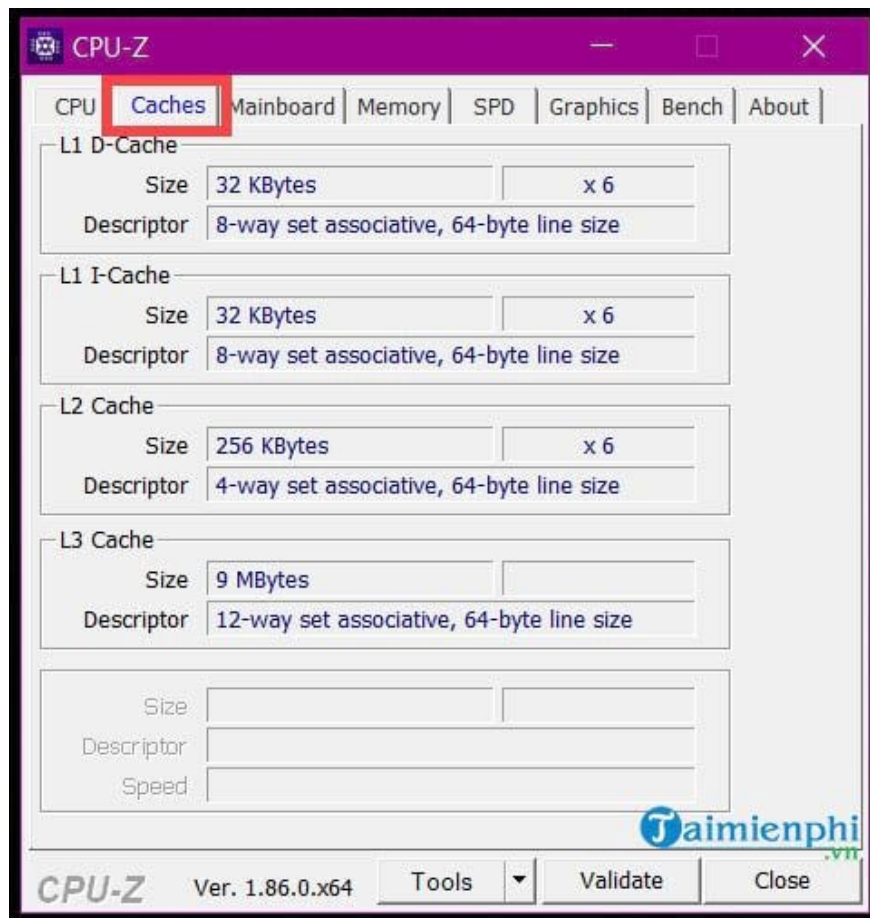 CPU-Z
CPU Caches Mainboard Memory SPD Graphics Bench About
L1 D-Cache
Size 32 KBytes x 6
Descriptor 8-way set associative, 64-byte line size
L1 I-Cache
Size 32 KBytes x 6
Descriptor 8-way set associative, 64-byte line size
L2 Cache
Size 256 KBytes x 6
Descriptor 4-way set associative, 64-byte line size
L3 Cache
Size 9 MBytes
Descriptor 12-way set associative, 64-byte line size
Size
Descriptor
Speed
Taimienphi
.vn
CPU-Z Ver. 1.86.0.x64 Tools Validate Close